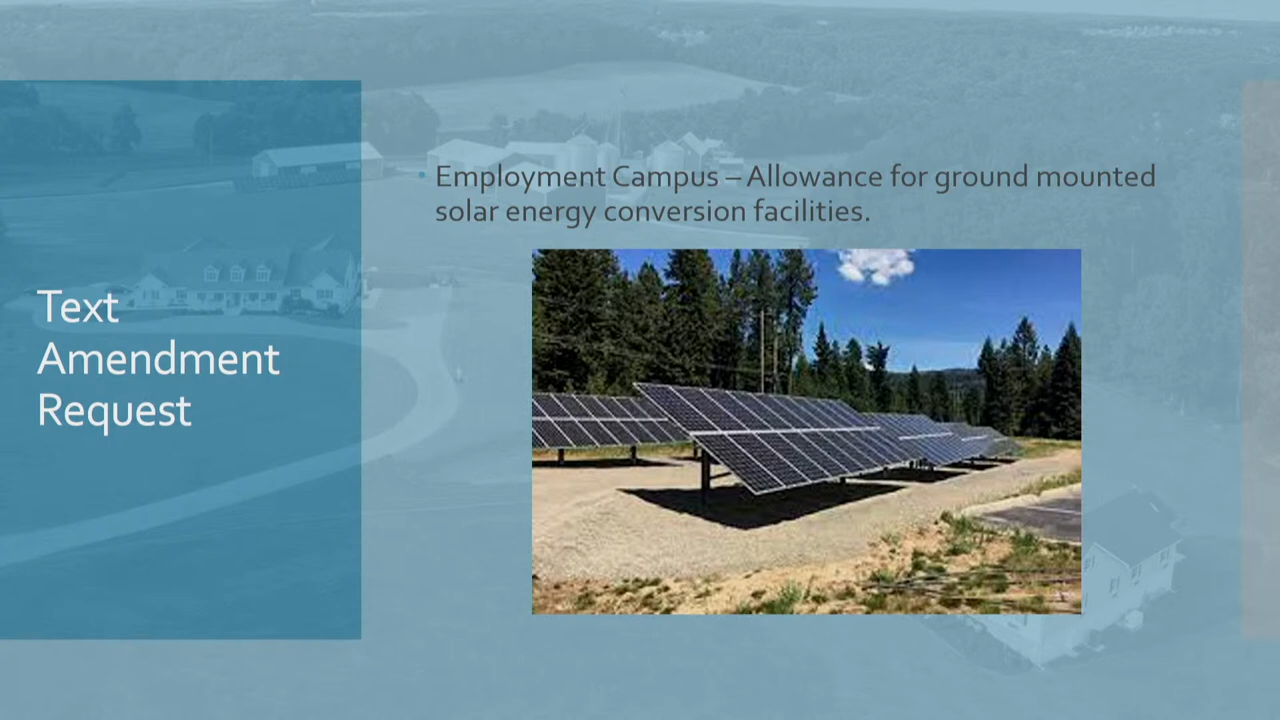 Text
Amendment
Request
Employment Campus – Allowance for ground mounted
solar energy conversion facilities.